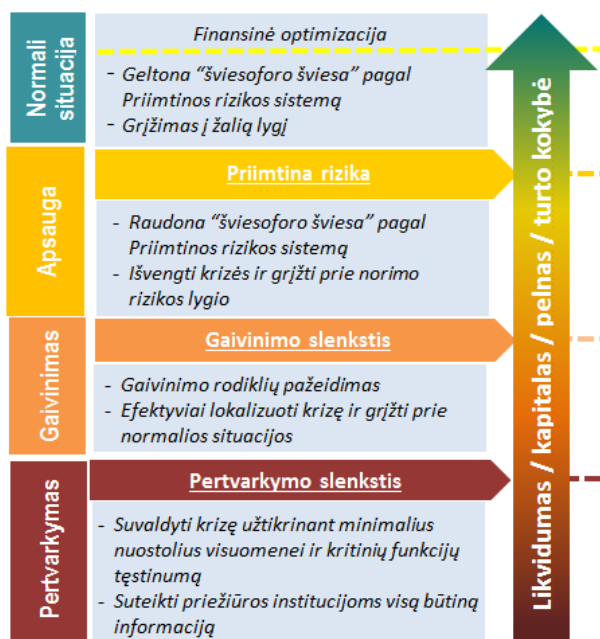 Normali
situacija
Finansinė optimizacija
- Geltona “šviesoforo šviesa” pagal
Priimtinos rizikos sistemą
- Grįžimas į žalią lygį
Apsauga
Priimtina rizika
- Raudona “šviesoforo šviesa” pagal
Priimtinos rizikos sistemą
- Išvengti krizės ir grįžti prie norimo
rizikos lygio
Gaivinimas
Gaivinimo slenkstis
- Gaivinimo rodiklių pažeidimas
- Efektyviai lokalizuoti krizę ir grįžti prie
normalios situacijos
Pertvarkymas
Pertvarkymo slenkstis
- Suvaldyti krizę užtikrinant minimalius
nuostolius visuomenei ir kritinių funkcijų
tęstinumą
- Suteikti priežiūros institucijoms visą būtiną
informaciją
Likvidumas / kapitalas / pelnas / turto kokybė